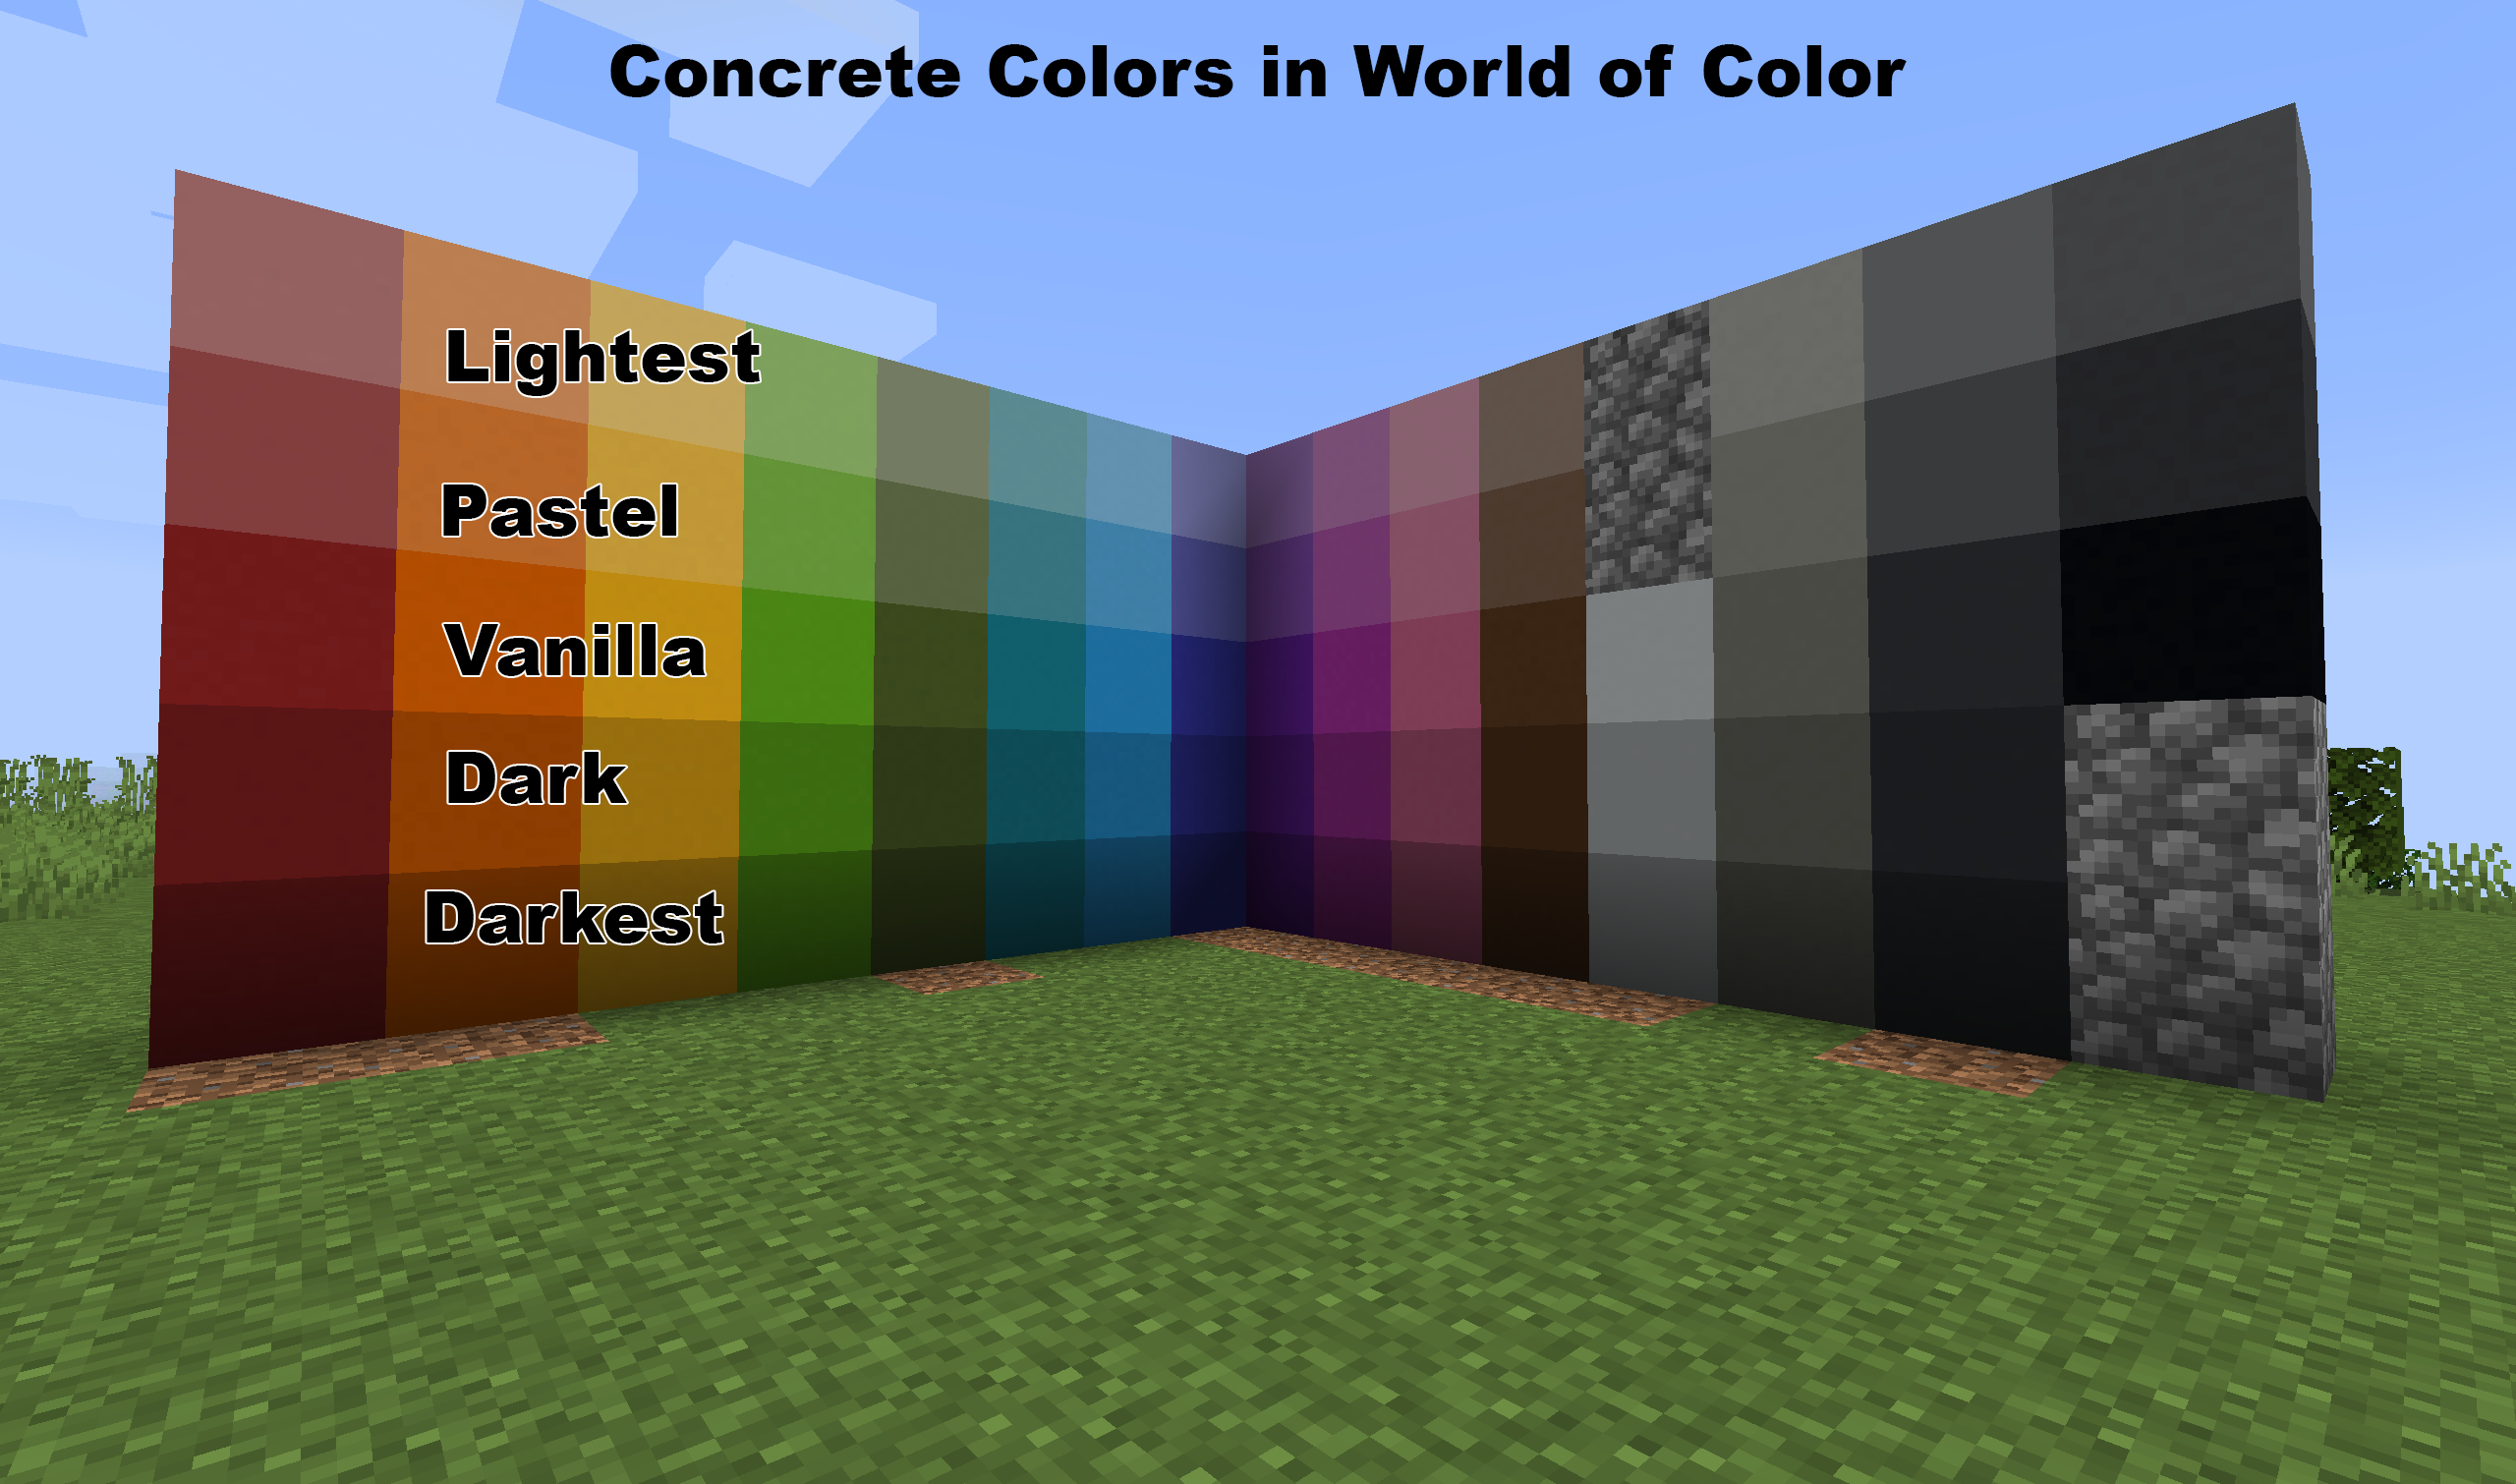 Concrete Colors in World of Color
Lightest
Pastel
Vanilla
Dark
Darkest